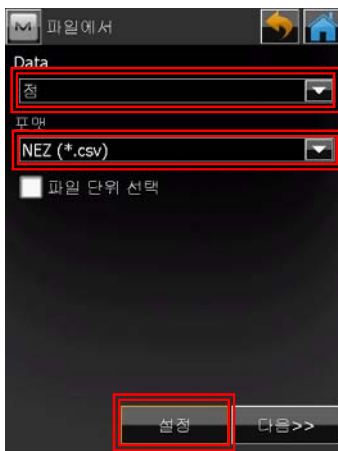 M 파일에서
Data
점
포맷
NEZ (*.csv)
파일 단위 선택
설정 다음>>